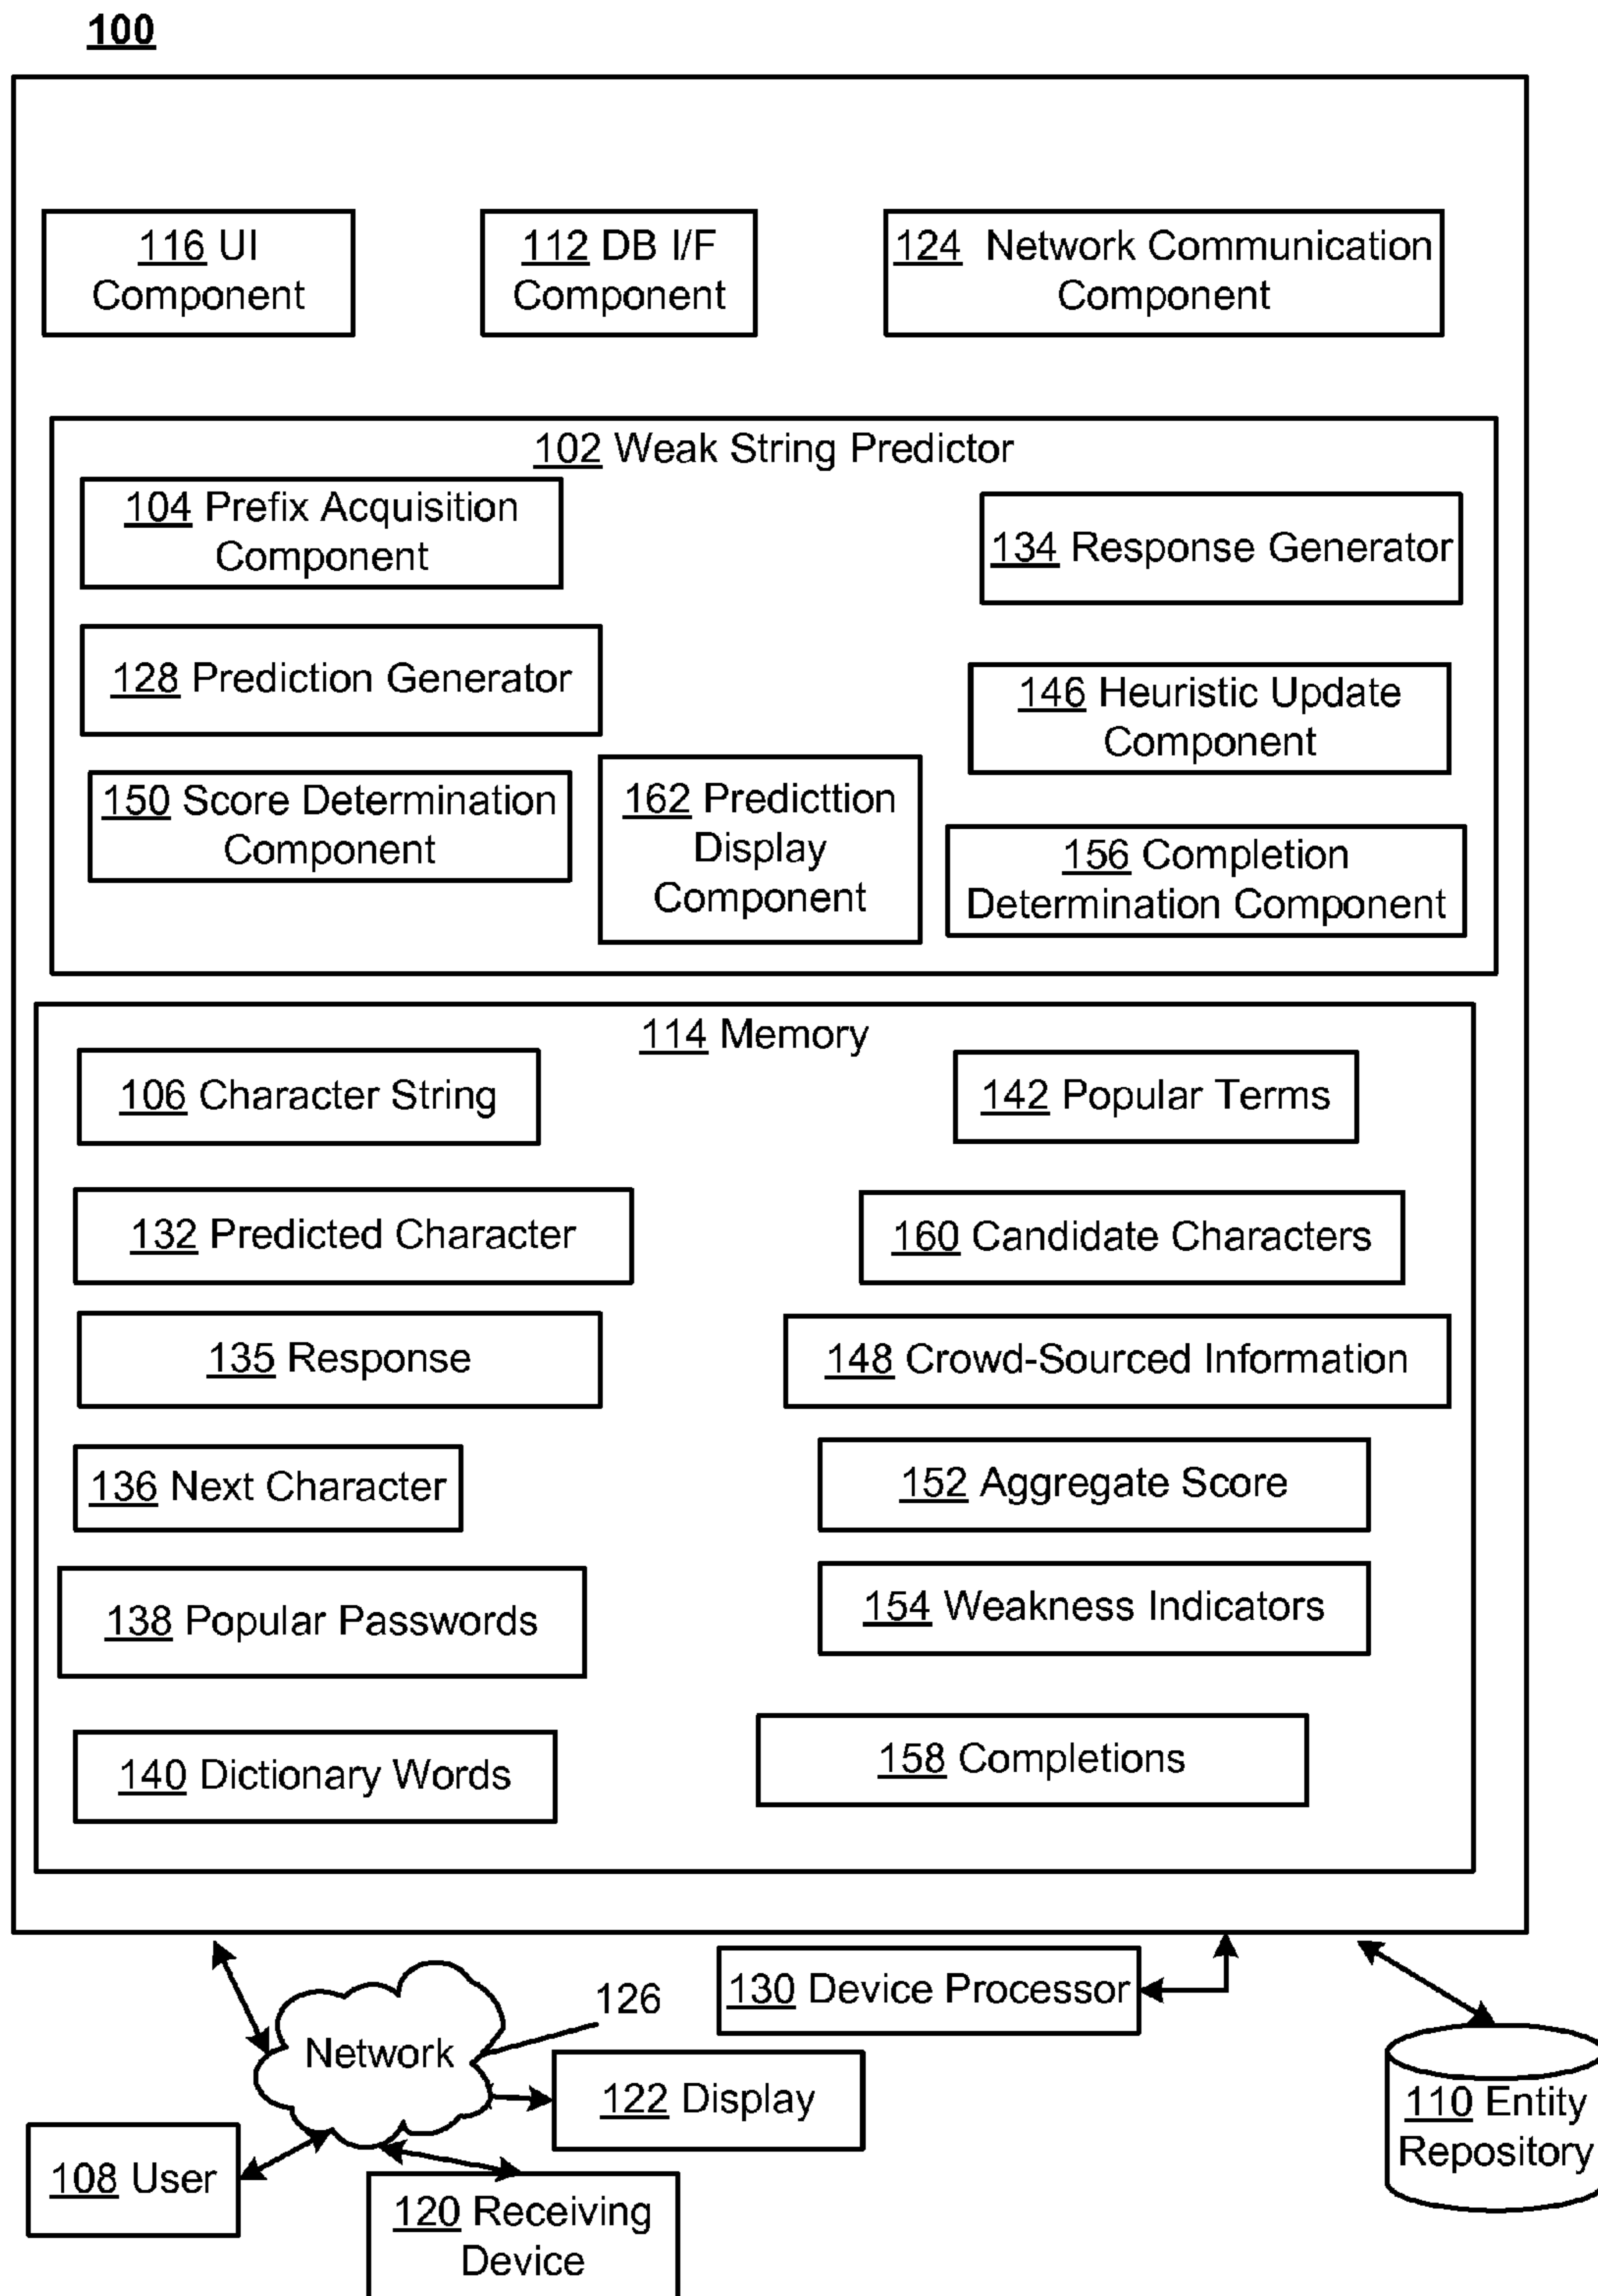 100
116 UI
Component
112 DB I/F
Component
124 Network Communication
Component
102 Weak String Predictor
104 Prefix Acquisition
Component
134 Response Generator
128 Prediction Generator
146 Heuristic Update
Component
150 Score Determination
Component
162 Predicttion
Display
Component
156 Completion
Determination Component
114 Memory
106 Character String
142 Popular Terms
132 Predicted Character
160 Candidate Characters
135 Response
148 Crowd-Sourced Information
136 Next Character
152 Aggregate Score
138 Popular Passwords
154 Weakness Indicators
140 Dictionary Words
158 Completions
130 Device Processor
126
Network
122 Display
110 Entity
Repository
108 User
120 Receiving
Device